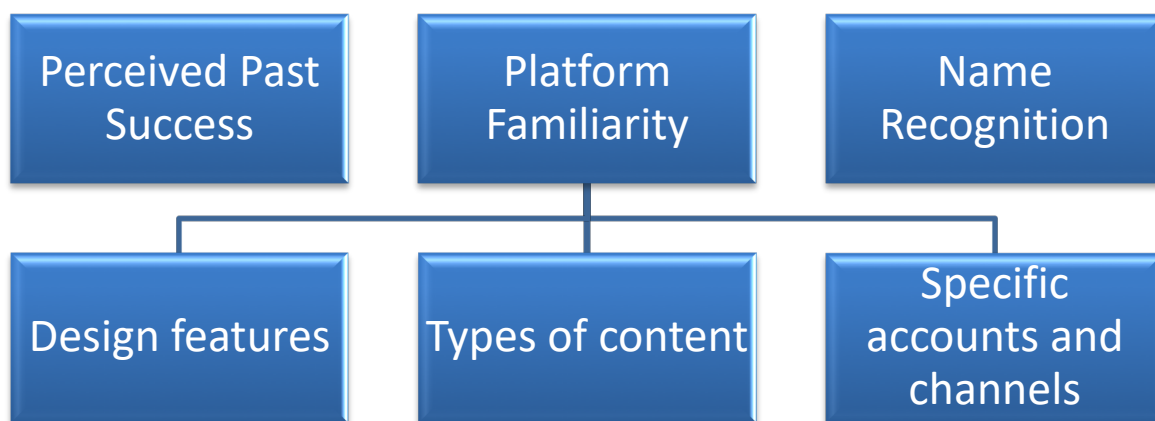 Perceived Past
Success
Platform
Familiarity
Name
Recognition
Design features
Types of content
Specific
accounts and
channels